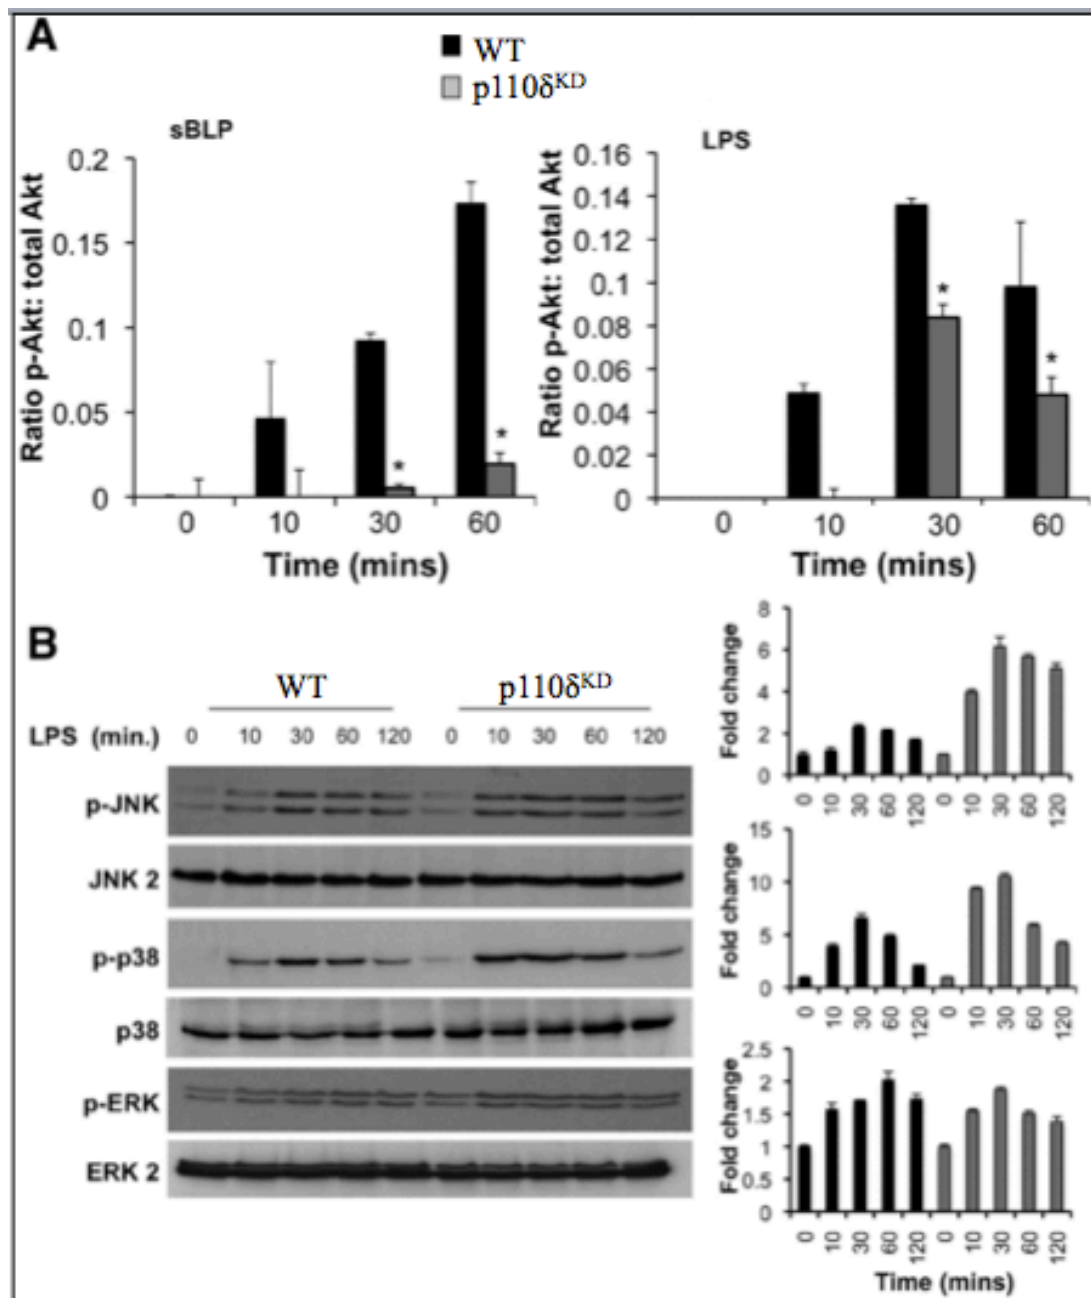 A
WT
p110δKD
sBLP
Ratio p-Akt: total Akt
0.2
0.15
0.1
0.05
0
*
*
0 10 30 60
Time (mins)
LPS
Ratio p-Akt: total Akt
0.16
0.14
0.12
0.1
0.08
0.06
0.04
0.02
0
*
*
0 10 30 60
Time (mins)
B
WT p110δKD
LPS (min.) 0 10 30 60 120 0 10 30 60 120
p-JNK
JNK 2
p-p38
p38
p-ERK
ERK 2
Fold change
8
6
4
2
0
0 10 30 60 120 0 10 30 60 120
Fold change
15
10
5
0
0 10 30 60 120 0 10 30 60 120
Fold change
2.5
2
1.5
1
0.5
0
0 10 30 60 120 0 10 30 60 120
Time (mins)